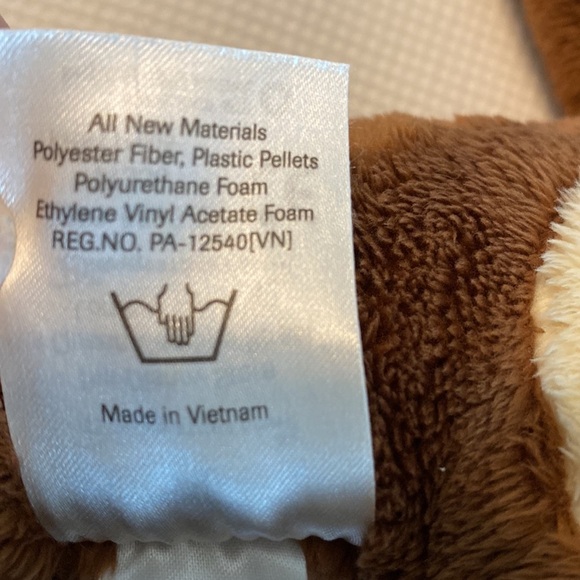 All New Materials
Polyester Fiber, Plastic Pellets
Polyurethane Foam
Ethylene Vinyl Acetate Foam
REG.NO. PA-12540[VN]
Made in Vietnam